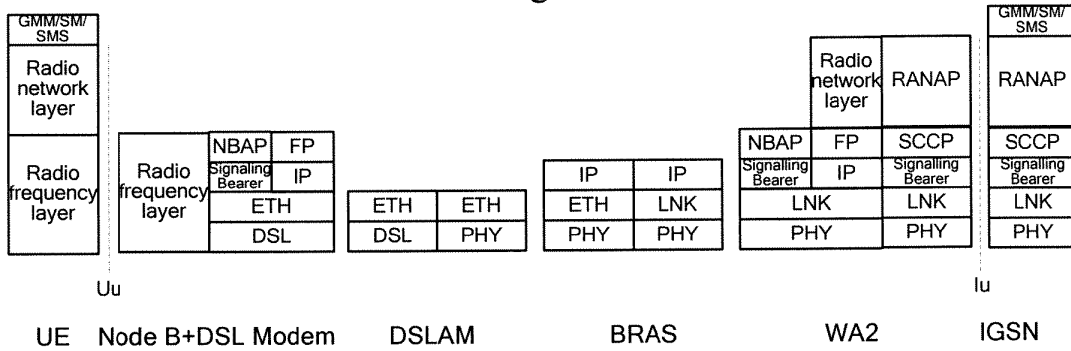 GMM/SM/
SMS
Radio
network
layer
Radio
frequency
layer
Radio
frequency
layer
NBAP FP
Signaling
Bearer
IP
ETH
DSL
ETH ETH
DSL PHY
IP IP
ETH LNK
PHY PHY
Radio
network
layer
RANAP
NBAP FP SCCP
Signalling
Bearer
IP
Signalling
Bearer
LNK LNK
PHY PHY
GMM/SM/
SMS
RANAP
SCCP
Signalling
Bearer
LNK
PHY
Uu Iu
UE Node B+DSL Modem DSLAM BRAS WA2 IGSN